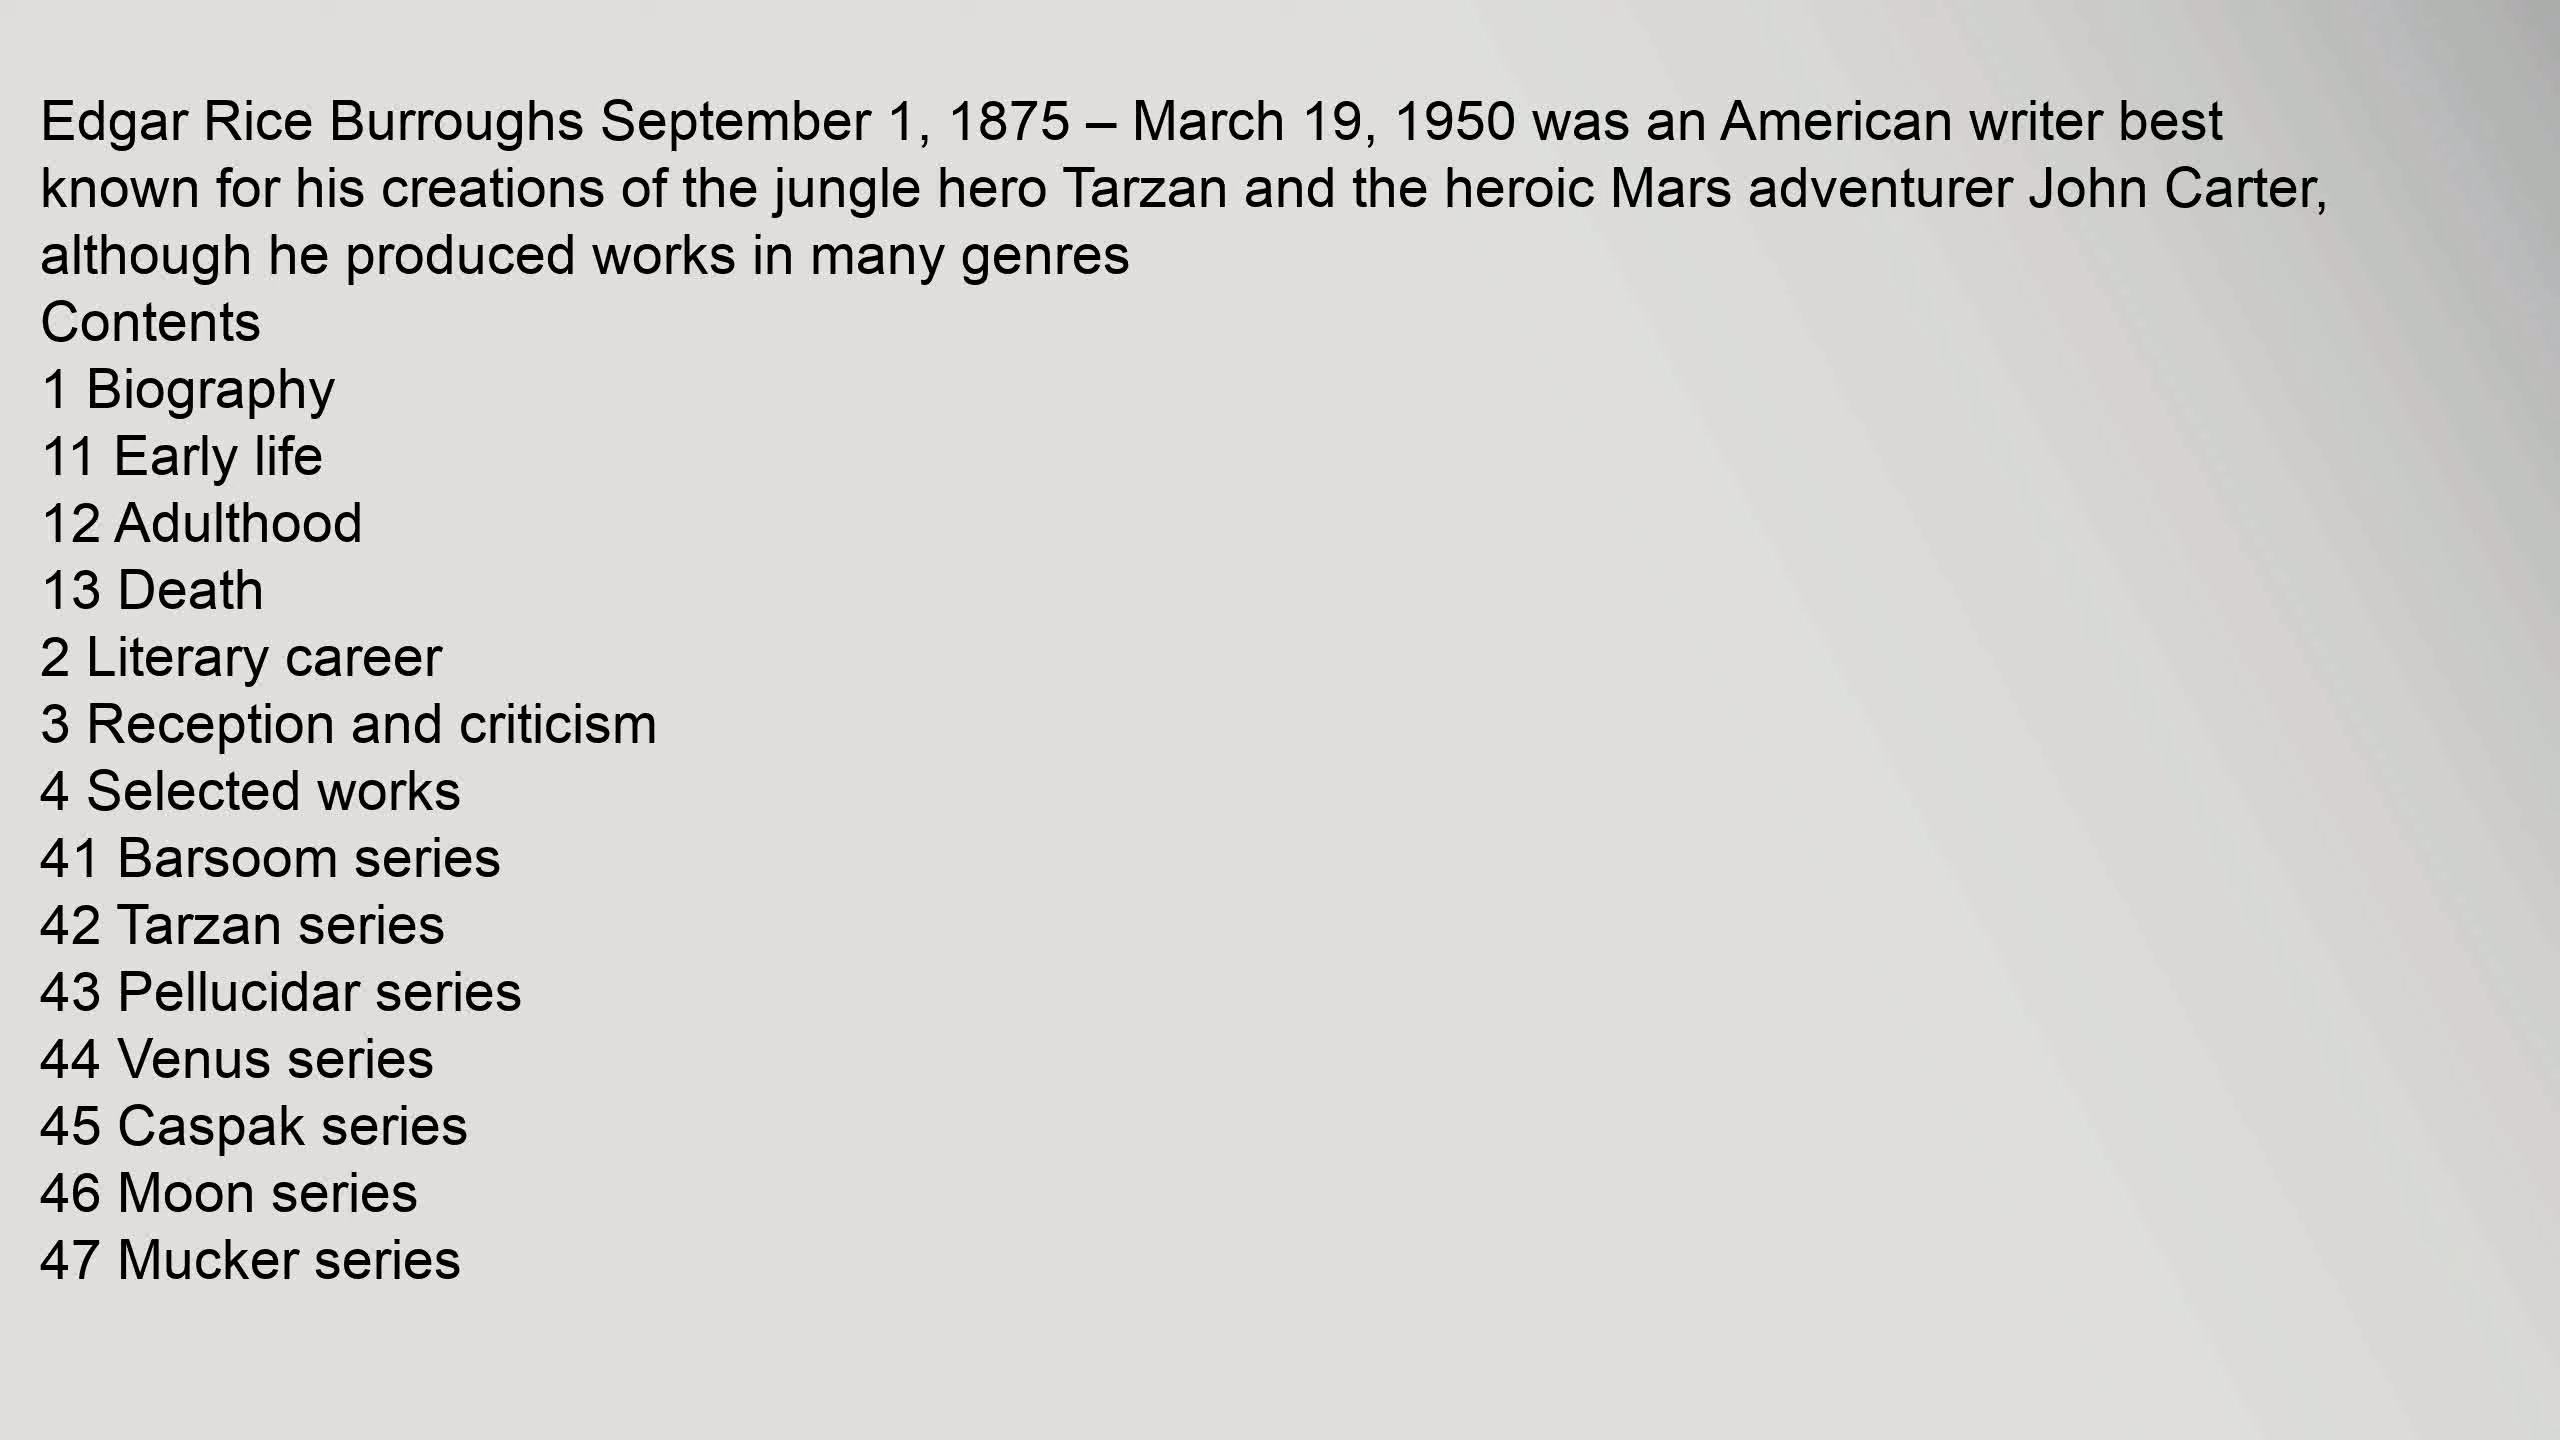 Edgar Rice Burroughs September 1, 1875 – March 19, 1950 was an American writer best
known for his creations of the jungle hero Tarzan and the heroic Mars adventurer John Carter,
although he produced works in many genres
Contents
1 Biography
11 Early life
12 Adulthood
13 Death
2 Literary career
3 Reception and criticism
4 Selected works
41 Barsoom series
42 Tarzan series
43 Pellucidar series
44 Venus series
45 Caspak series
46 Moon series
47 Mucker series